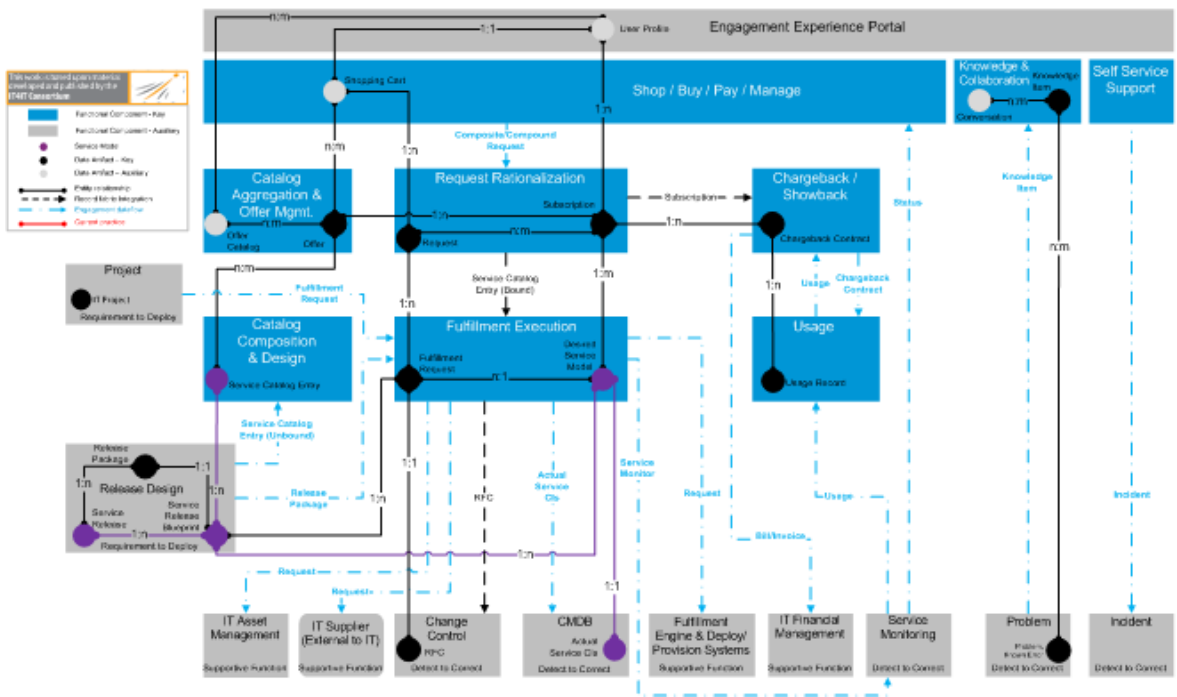 n:m
1:1
User Profile
Engagement Experience Portal
This work is based upon material
developed and published by the
IT4IT Consortium
Functional Component - Key
Functional Component - Auxiliary
Service Model
Data Artifact - Key
Data Artifact - Auxiliary
Entity relationship
Record fabric integration
Engagement dataflow
Current practice
Shopping Cart
Shop / Buy / Pay / Manage
1:n
Knowledge &
Collaboration
Knowledge
Item
n:m
Conversation
Self Service
Support
Composite/Compound
Request
n:m
1:n
Catalog
Aggregation &
Offer Mgmt.
n:m
Offer
Catalog
Offer
Request Rationalization
Subscription
1:n
n:m
Request
Subscription
1:n
Chargeback /
Showback
Chargeback Contract
Status
Knowledge
Item
n:m
n:m
Project
IT Project
Requirement to Deploy
Fulfillment
Request
1:n
Service Catalog
Entry (Bound)
1:m
1:n
Usage
Chargeback
Contract
Catalog
Composition
& Design
Service Catalog Entry
Fulfillment Execution
Fulfillment
Request
n:1
Desired
Service
Model
Usage
Usage Record
Service Catalog
Entry (Unbound)
Release
Package
1:1
1:n
Release Design
1:n
Service
Release
Service
Release
Blueprint
1:n
Requirement to Deploy
Release
Package
1:n
1:1
RFC
Actual
Service
CIs
Service
Monitor
Request
Usage
Incident
Bill/Invoice
1:n
Request
Request
1:1
IT Asset
Management
Supportive Function
IT Supplier
(External to IT)
Supportive Function
Change
Control
RFC
Detect to Correct
CMDB
Actual
Service CIs
Detect to Correct
Fulfillment
Engine & Deploy/
Provision Systems
Supportive Function
IT Financial
Management
Supportive Function
Service
Monitoring
Detect to Correct
Problem
Problem,
Known Error
Detect to Correct
Incident
Detect to Correct